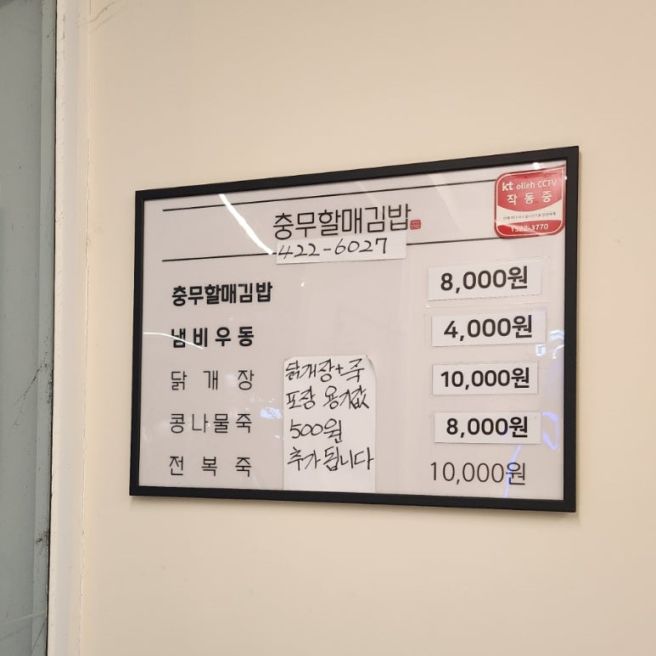 kt olleh CCTV
작동중
1522-3770
충무할매김밥
422-6027
충무할매김밥 8,000원
냄비우동 4,000원
닭개장 10,000원
콩나물죽 8,000원
전복죽 10,000원
닭개장+죽
포장 용기값
500원
추가됩니다